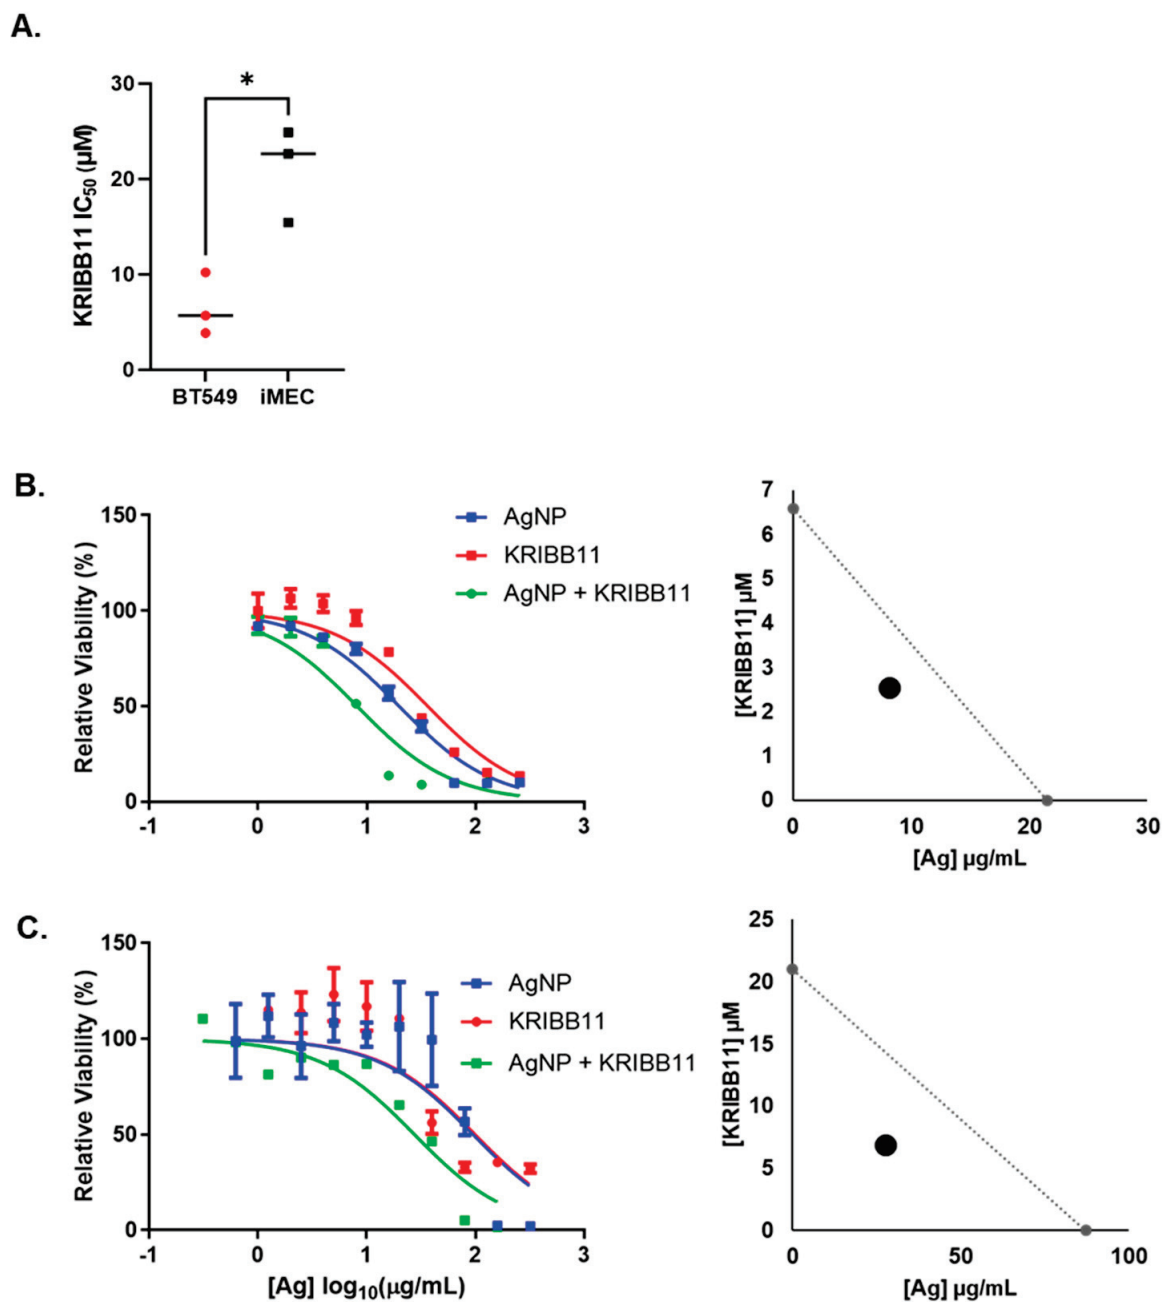 A.
*
30
20
10
0
KRIBB11 IC50 (µM)
BT549 iMEC
B.
150
100
50
0
Relative Viability (%)
-1 0 1 2 3
AgNP
KRIBB11
AgNP + KRIBB11
7
6
5
4
3
2
1
0
[KRIBB11] µM
0 10 20 30
[Ag] µg/mL
C.
150
100
50
0
Relative Viability (%)
-1 0 1 2 3
[Ag] log10(µg/mL)
AgNP
KRIBB11
AgNP + KRIBB11
25
20
15
10
5
0
[KRIBB11] µM
0 50 100
[Ag] µg/mL